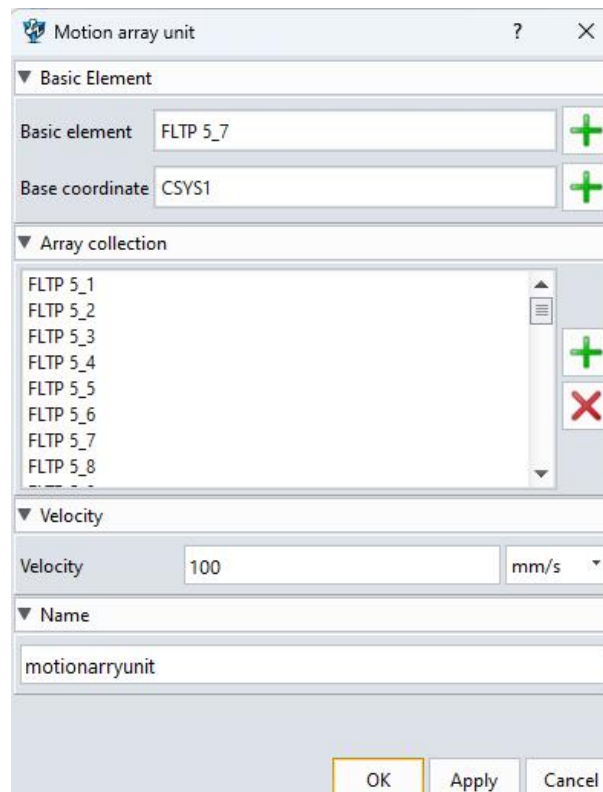 Motion array unit ?
Basic Element
Basic element FLTP 5_7
Base coordinate CSYS1
Array collection
FLTP 5_1
FLTP 5_2
FLTP 5_3
FLTP 5_4
FLTP 5_5
FLTP 5_6
FLTP 5_7
FLTP 5_8
Velocity
Velocity 100 mm/s
Name
motionarryunit
OK Apply Cancel